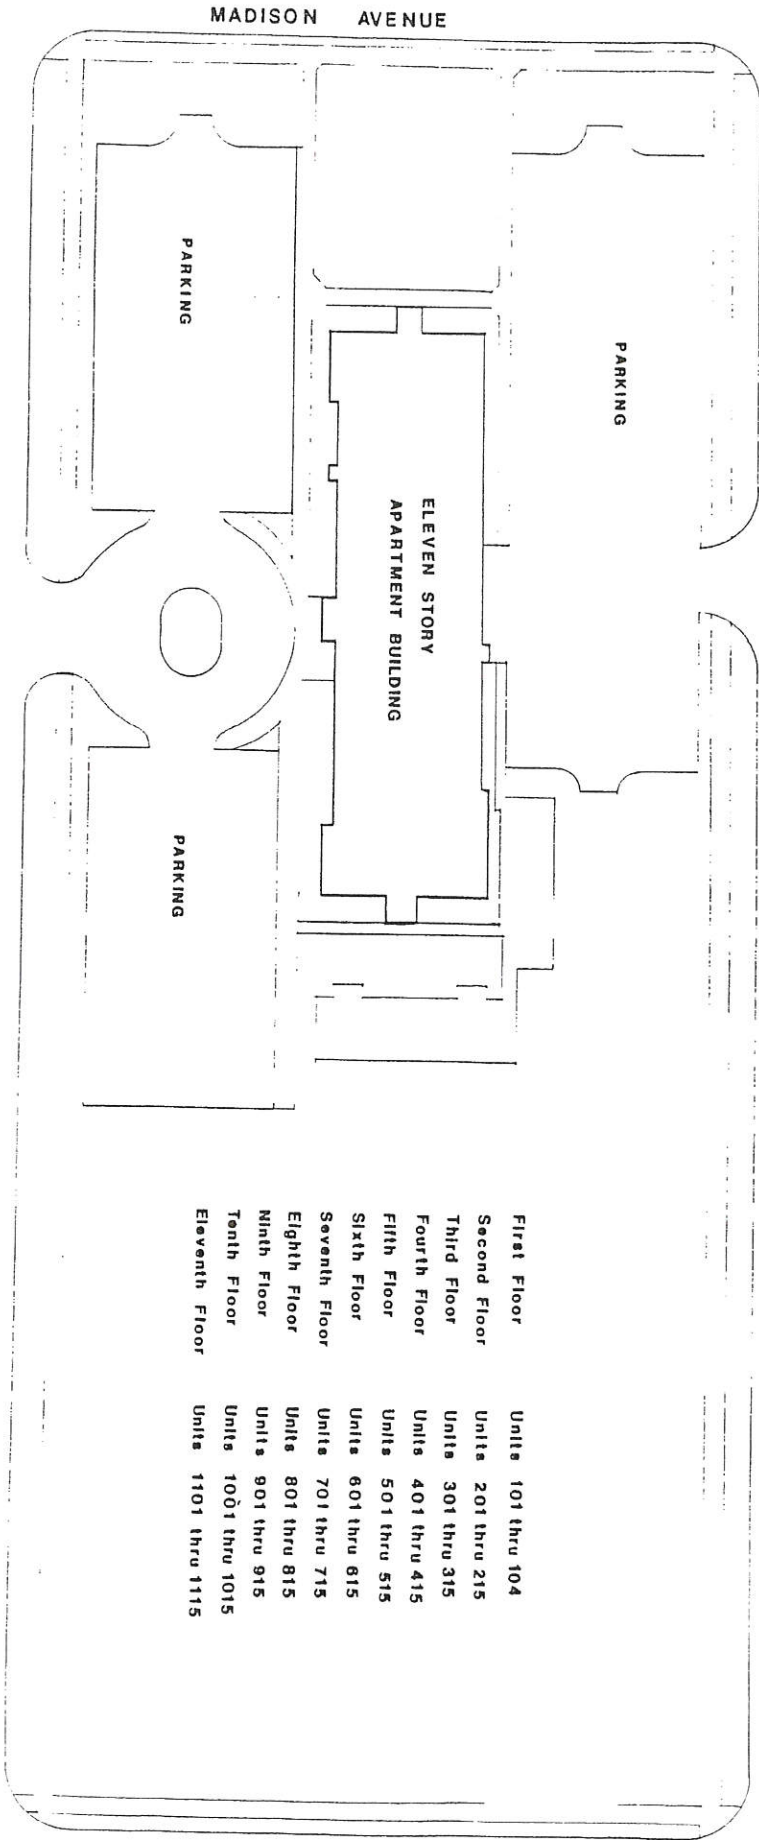 MADISON AVENUE
PARKING
PARKING
ELEVEN STORY
APARTMENT BUILDING
PARKING
First Floor Units 101 thru 104
Second Floor Units 201 thru 215
Third Floor Units 301 thru 315
Fourth Floor Units 401 thru 415
Fifth Floor Units 501 thru 515
Sixth Floor Units 601 thru 615
Seventh Floor Units 701 thru 715
Eighth Floor Units 801 thru 815
Ninth Floor Units 901 thru 915
Tenth Floor Units 1001 thru 1015
Eleventh Floor Units 1101 thru 1115